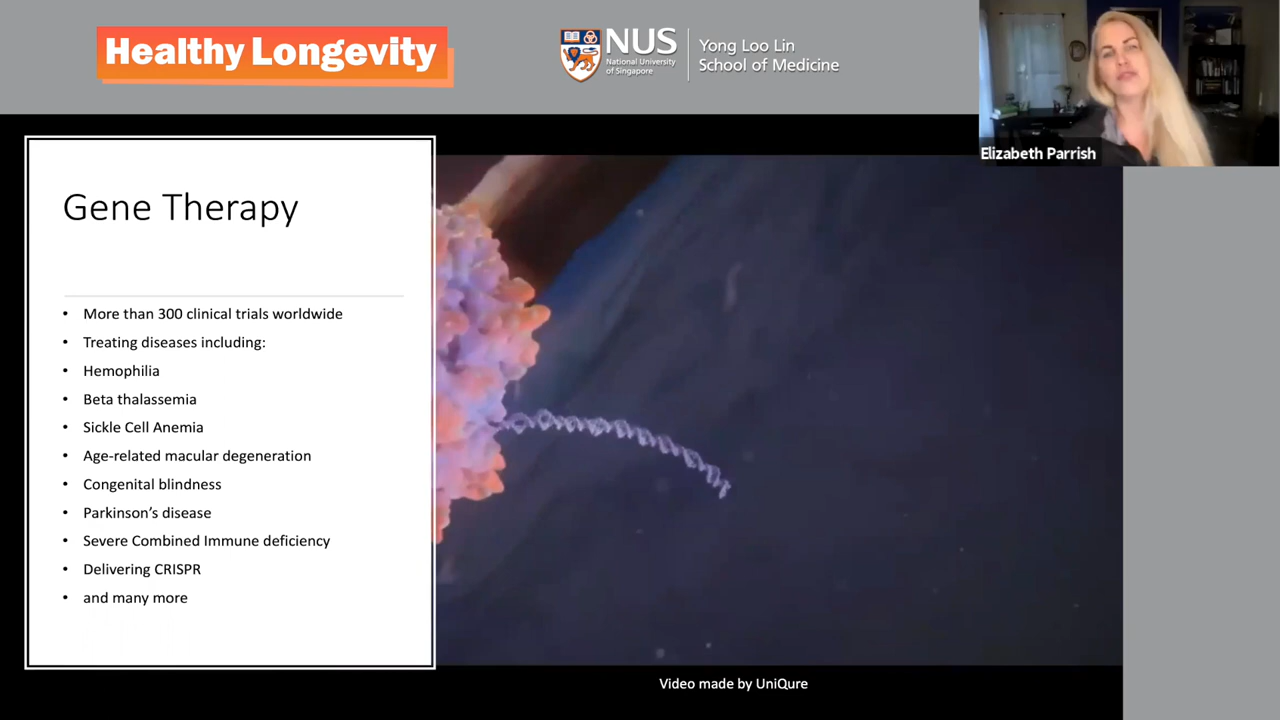 Healthy Longevity
NUS
National University
of Singapore
Yong Loo Lin
School of Medicine
Elizabeth Parrish
Gene Therapy
• More than 300 clinical trials worldwide
• Treating diseases including:
• Hemophilia
• Beta thalassemia
• Sickle Cell Anemia
• Age-related macular degeneration
• Congenital blindness
• Parkinson’s disease
• Severe Combined Immune deficiency
• Delivering CRISPR
• and many more
Video made by UniQure